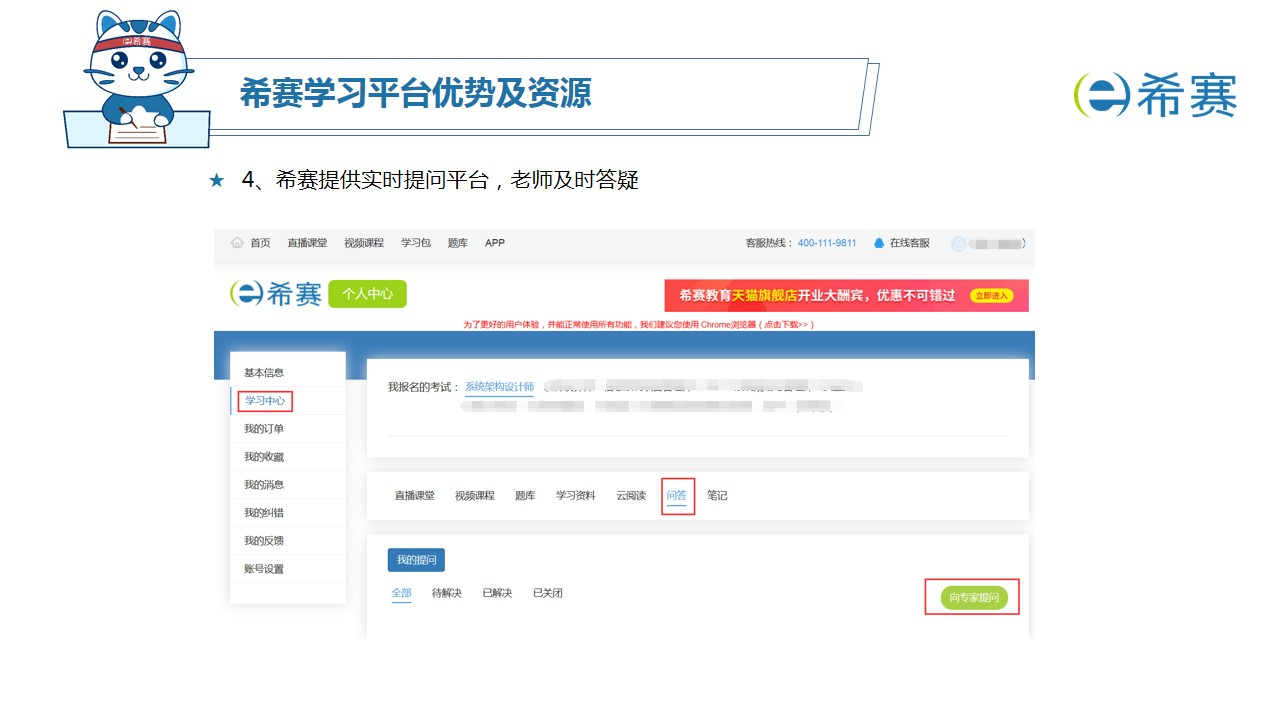 希赛
希赛学习平台优势及资源
希赛
★ 4、希赛提供实时提问平台，老师及时答疑
首页 直播课堂 视频课程 学习包 题库 APP 客服热线： 400-111-9811 在线客服
希赛 个人中心 希赛教育天猫旗舰店开业大酬宾，优惠不可错过 立即进入
为了更好的用户体验，并能正常使用所有功能，我们建议您使用 Chrome浏览器（点击下载>> ）
基本信息
学习中心
我的订单
我的收藏
我的消息
我的纠错
我的反馈
账号设置
我报名的考试： 系统架构设计师
直播课堂 视频课程 题库 学习资料 云阅读 问答 笔记
我的提问
全部 待解决 已解决 已关闭
向专家提问